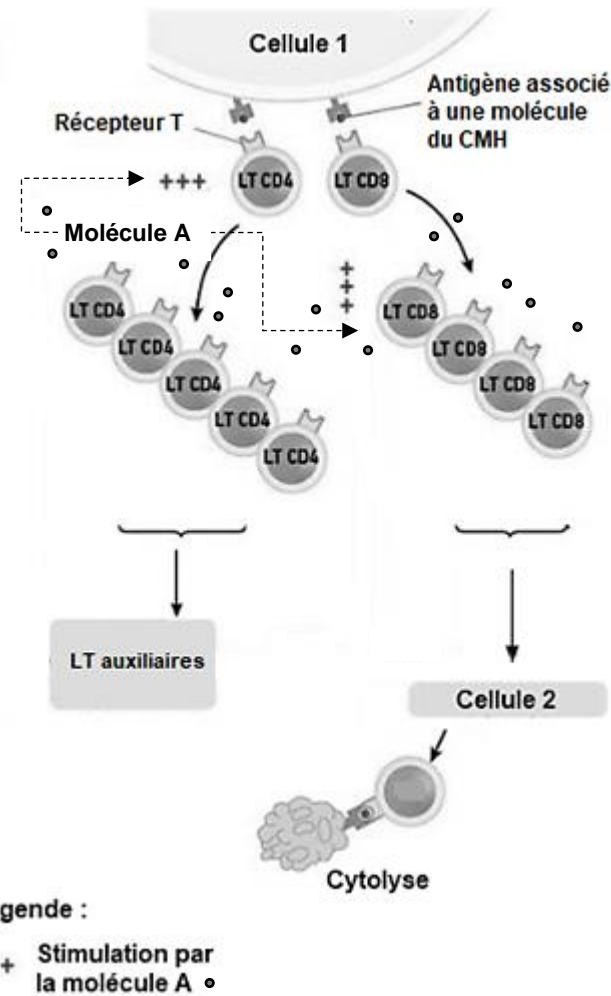 Cellule 1
Antigène associé
à une molécule
du CMH
Récepteur T
+++
LT CD4
LT CD8
Molécule A
+
+
+
LT CD4
LT CD4
LT CD4
LT CD4
LT CD4
LT CD8
LT CD8
LT CD8
LT CD8
LT auxiliaires
Cellule 2
Cytolyse
gende :
+ Stimulation par
la molécule A